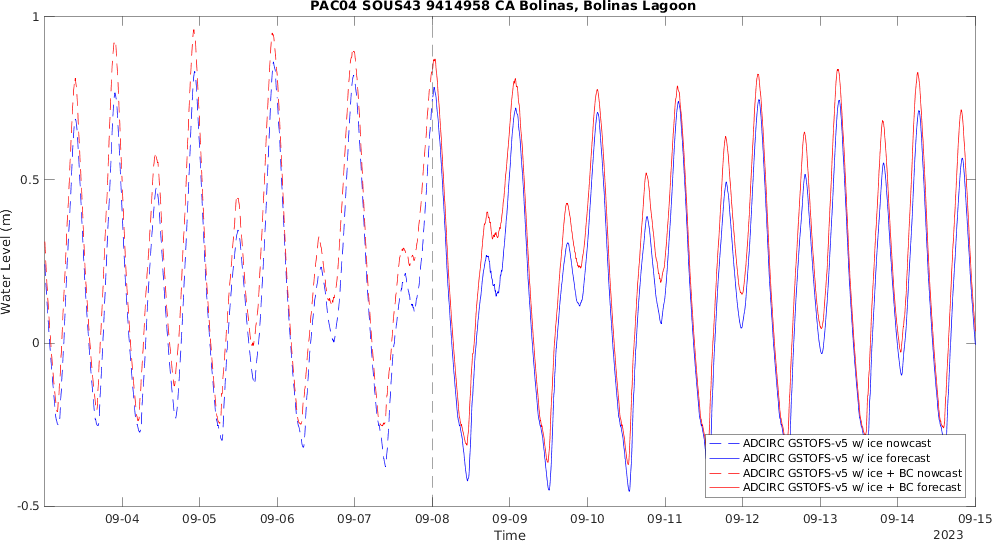 PAC04 SOUS43 9414958 CA Bolinas, Bolinas Lagoon
1
0.5
0
-0.5
Water Level (m)
ADCIRC GSTOFS-v5 w/ ice nowcast
ADCIRC GSTOFS-v5 w/ ice forecast
ADCIRC GSTOFS-v5 w/ ice + BC nowcast
ADCIRC GSTOFS-v5 w/ ice + BC forecast
09-04 09-05 09-06 09-07 09-08 09-09 09-10 09-11 09-12 09-13 09-14 09-15
Time
2023